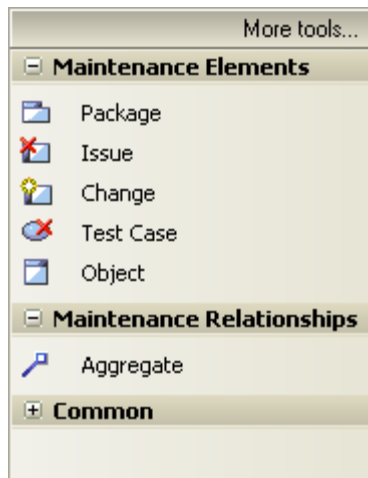 More tools...
Maintenance Elements
Package
Issue
Change
Test Case
Object
Maintenance Relationships
Aggregate
Common